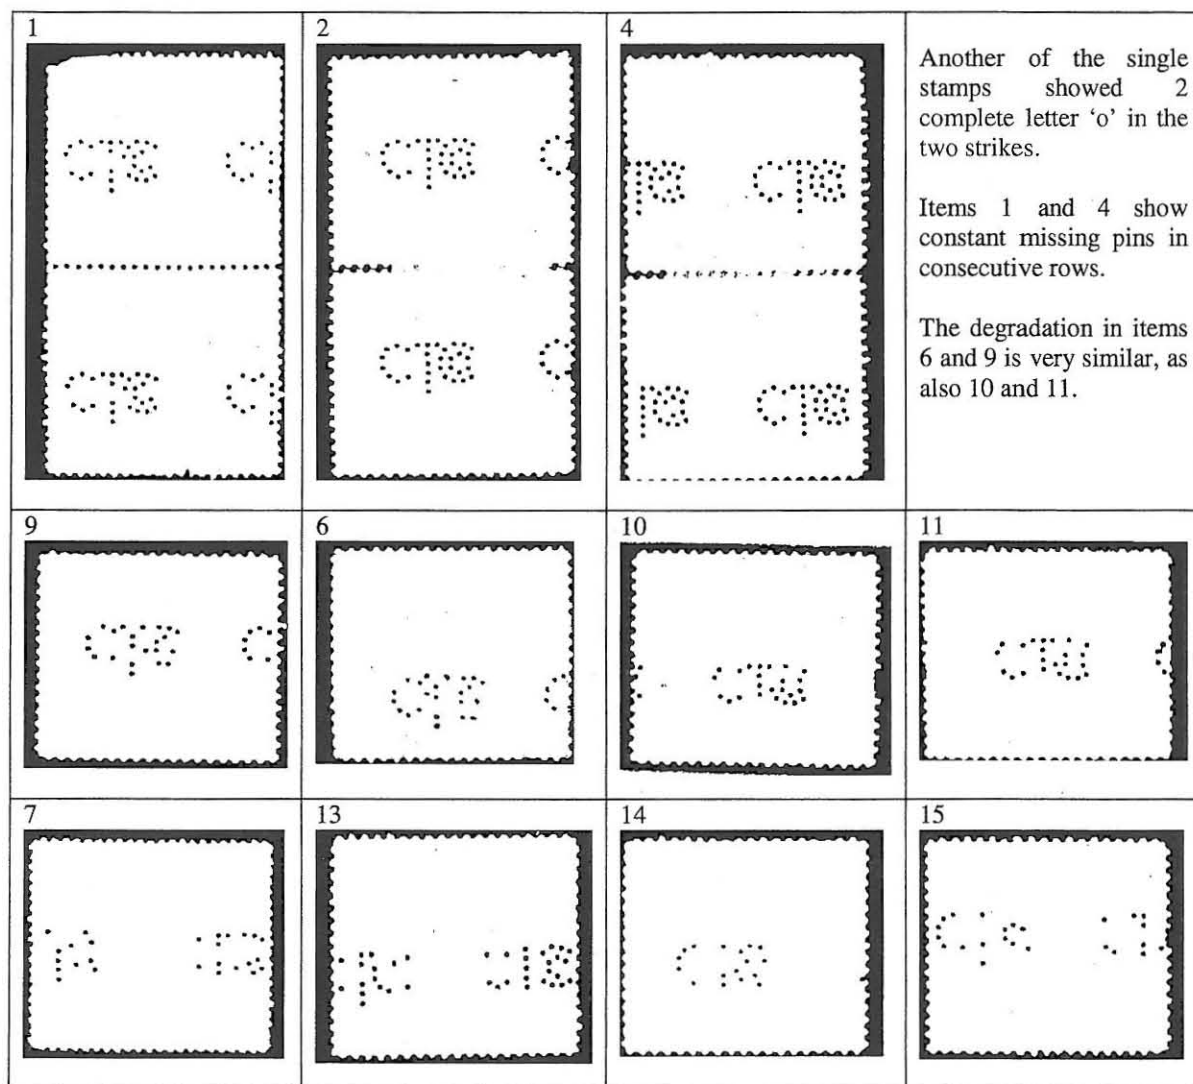 1
2
4
Another of the single
stamps showed 2
complete letter ‘o’ in the
two strikes.
Items 1 and 4 show
constant missing pins in
consecutive rows.
The degradation in items
6 and 9 is very similar, as
also 10 and 11.
9
6
10
11
7
13
14
15